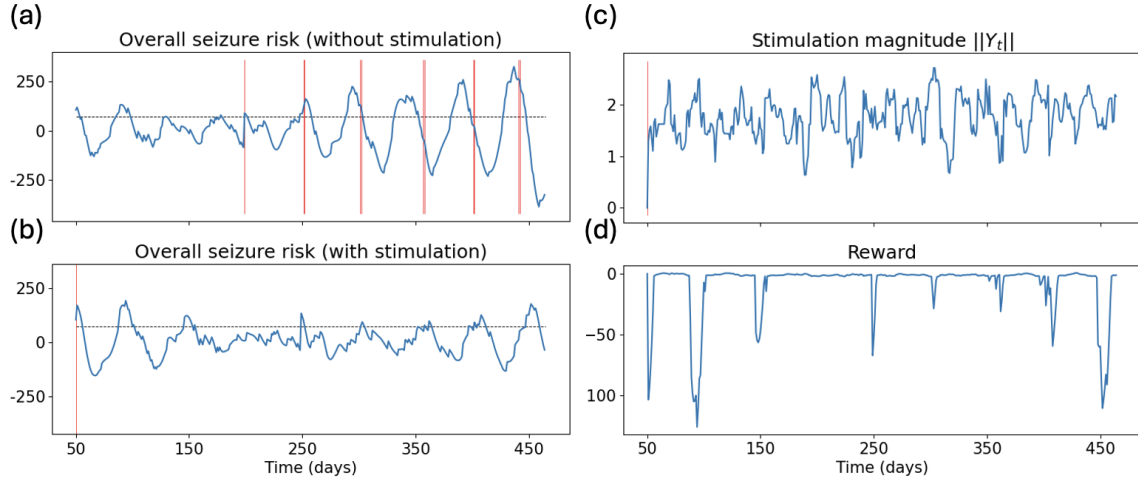 (a)
Overall seizure risk (without stimulation)
250
0
-250
(b)
Overall seizure risk (with stimulation)
250
0
-250
50 150 250 350 450
Time (days)
(c)
Stimulation magnitude ||Y_t||
2
1
0
(d)
Reward
0
−50
100
50 150 250 350 450
Time (days)